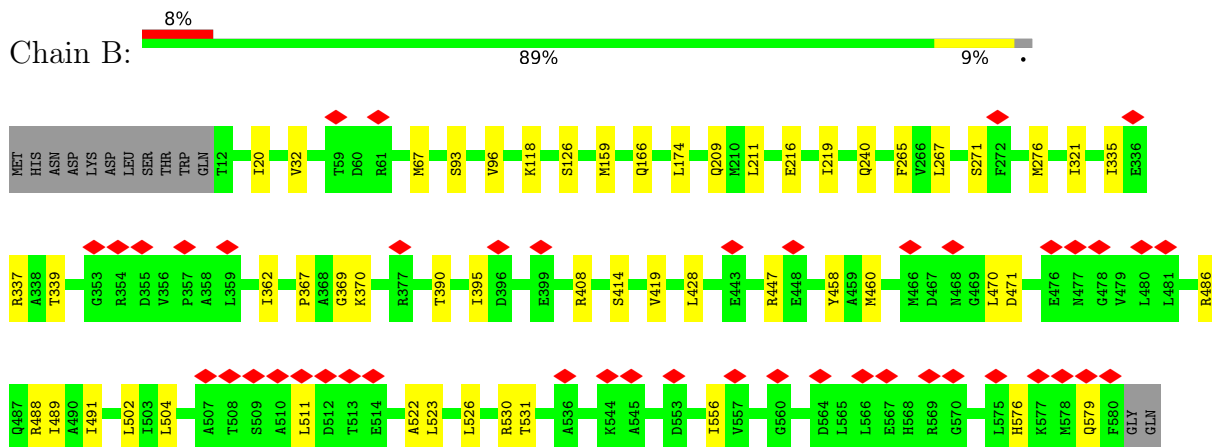 8%
Chain B:
89% 9% •
MET HIS ASN ASP LYS ASP LEU SER THR TRP GLN T12 I20 V32 T59 D60 R61 M67 S93 V96 K118 S126 M159 Q166 L174 Q209 M210 L211 E216 I219 Q240 F265 V266 L267 S271 F272 M276 I321 I335 E336
R337 A338 T339 G353 R354 D355 V356 P357 A358 L359 I362 P367 A368 G369 K370 R377 T390 I395 D396 E399 R408 S414 V419 L428 E443 R447 E448 Y458 A459 M460 M466 D467 N468 G469 L470 D471 E476 N477 G478 V479 L480 L481 R486
Q487 R488 I489 A490 I491 L502 I503 L504 A507 T508 S509 A510 L511 D512 T513 E514 A522 L523 L526 R530 T531 A536 K544 A545 D553 I556 V557 G560 D564 L565 L566 E567 H568 R569 G570 L575 H576 K577 M578 Q579 F580 GLY GLN